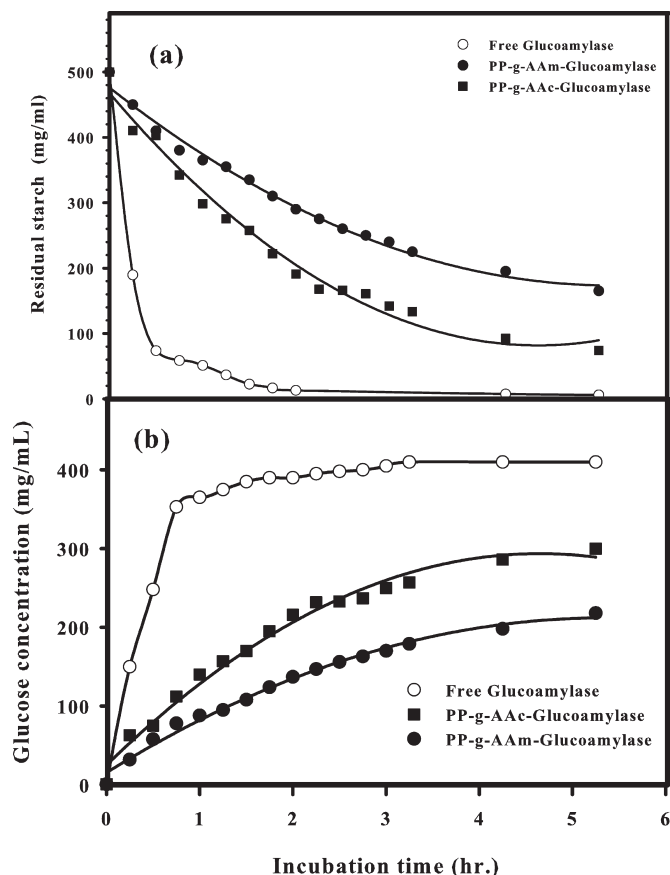 (a)
Free Glucoamylase
PP-g-AAm-Glucoamylase
PP-g-AAc-Glucoamylase
Residual starch (mg/ml)
500
400
300
200
100
0
(b)
Glucose concentration (mg/mL)
400
300
200
100
0
Free Glucoamylase
PP-g-AAc-Glucoamylase
PP-g-AAm-Glucoamylase
0 1 2 3 4 5 6
Incubation time (hr.)